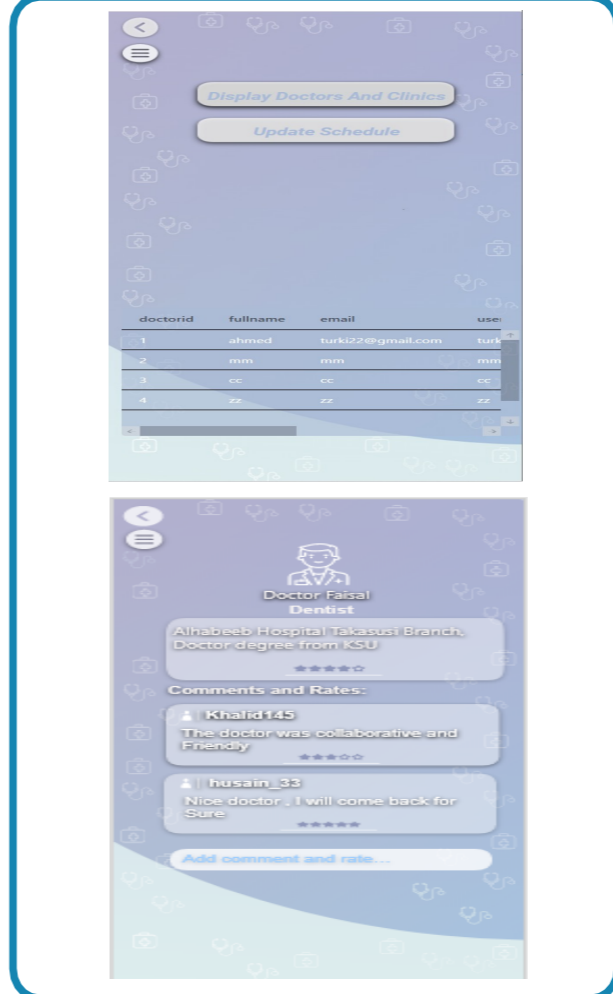 Display Doctors And Clinics
Update Schedule
doctorid fullname email use
1 ahmed turki22@gmail.com turk
2 mm mm mm
3 cc cc cc
4 zz zz zz
Doctor Faisal
Dentist
Alhabeeb Hospital Takasusi Branch,
Doctor degree from KSU
Comments and Rates:
Khalid145
The doctor was collaborative and
Friendly
husain_33
Nice doctor , I will come back for
Sure
Add comment and rate...